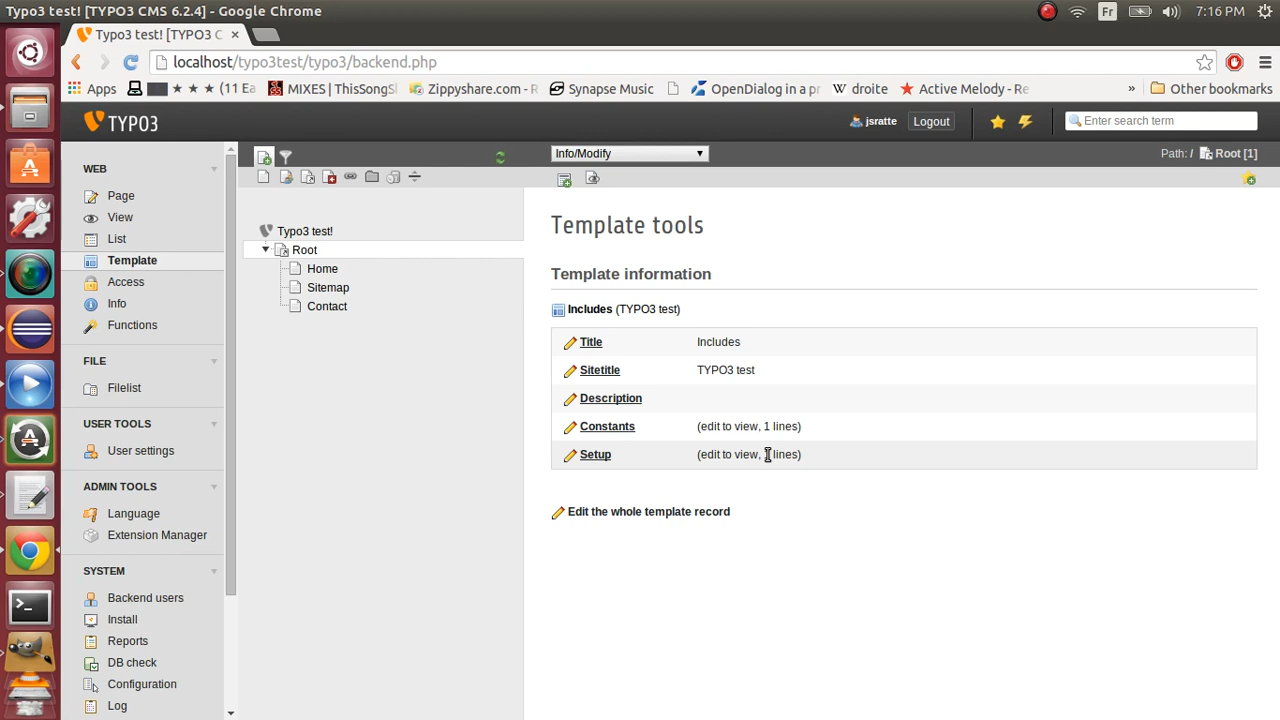 Typo3 test! [TYPO3 CMS 6.2.4] - Google Chrome
Fr
7:16 PM
Typo3 test! [TYPO3 C
localhost/typo3test/typo3/backend.php
Apps
★ ★ ★ (11 Ea
MIXES | ThisSongSl
Zippyshare.com - R
Synapse Music
OpenDialog in a p
droite
Active Melody - Re
»
Other bookmarks
TYPO3
jsratte
Logout
Enter search term
WEB
Page
View
List
Template
Access
Info
Functions
FILE
Filelist
USER TOOLS
User settings
ADMIN TOOLS
Language
Extension Manager
SYSTEM
Backend users
Install
Reports
DB check
Configuration
Log
Typo3 test!
Root
Home
Sitemap
Contact
Info/Modify
Path: / Root [1]
Template tools
Template information
Includes (TYPO3 test)
Title Includes
Sitetitle TYPO3 test
Description
Constants (edit to view, 1 lines)
Setup (edit to view, lines)
Edit the whole template record